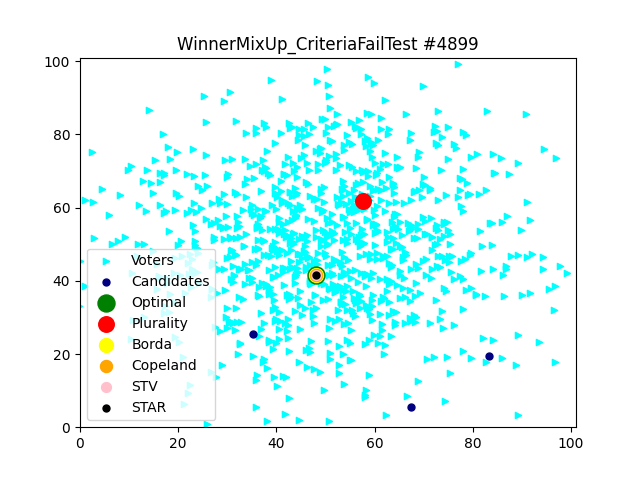 WinnerMixUp_CriteriaFailTest #4899
100
80
60
40
20
0
0 20 40 60 80 100
Voters
Candidates
Optimal
Plurality
Borda
Copeland
STV
STAR